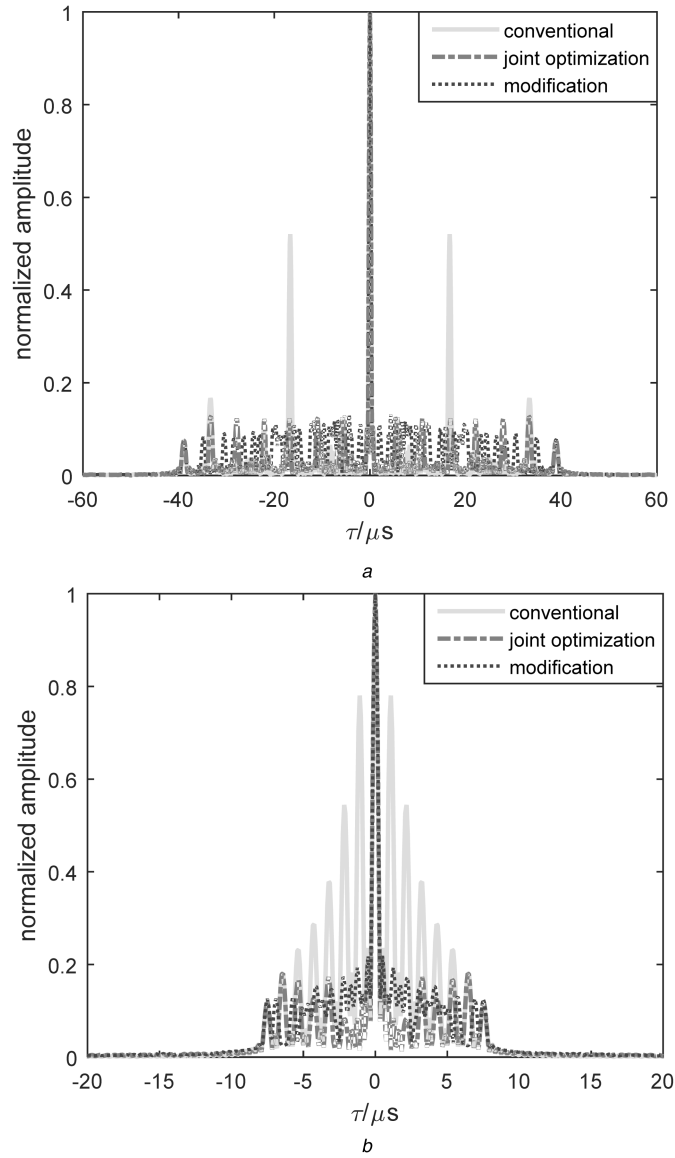 1
0.8
0.6
0.4
0.2
0
normalized amplitude
conventional
joint optimization
modification
-60 -40 -20 0 20 40 60
τ/μs
a
1
0.8
0.6
0.4
0.2
0
normalized amplitude
conventional
joint optimization
modification
-20 -15 -10 -5 0 5 10 15 20
τ/μs
b